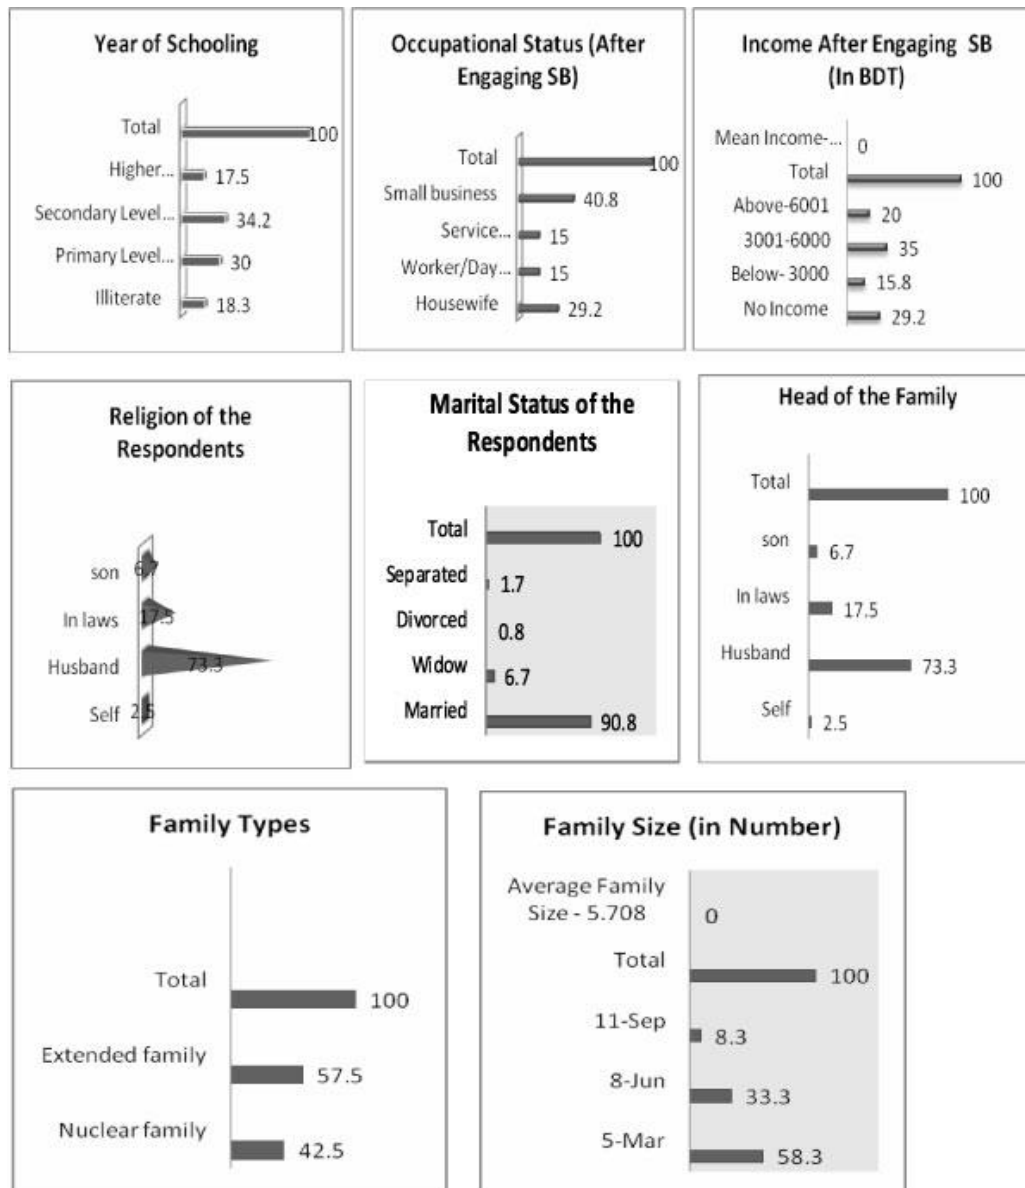 Year of Schooling
Total
100
Higher...
17.5
Secondary Level...
34.2
Primary Level...
30
Illiterate
18.3
Occupational Status (After
Engaging SB)
Total
100
Small business
40.8
Service...
15
Worker/Day...
15
Housewife
29.2
Income After Engaging SB
(In BDT)
Mean Income-...
0
Total
100
Above-6001
20
3001-6000
35
Below- 3000
15.8
No Income
29.2
Religion of the
Respondents
son
6.7
In laws
17.5
Husband
73.3
Self
2.5
Marital Status of the
Respondents
Total
100
Separated
1.7
Divorced
0.8
Widow
6.7
Married
90.8
Head of the Family
Total
100
son
6.7
In laws
17.5
Husband
73.3
Self
2.5
Family Types
Total
100
Extended family
57.5
Nuclear family
42.5
Family Size (in Number)
Average Family
Size - 5.708
0
Total
100
11-Sep
8.3
8-Jun
33.3
5-Mar
58.3